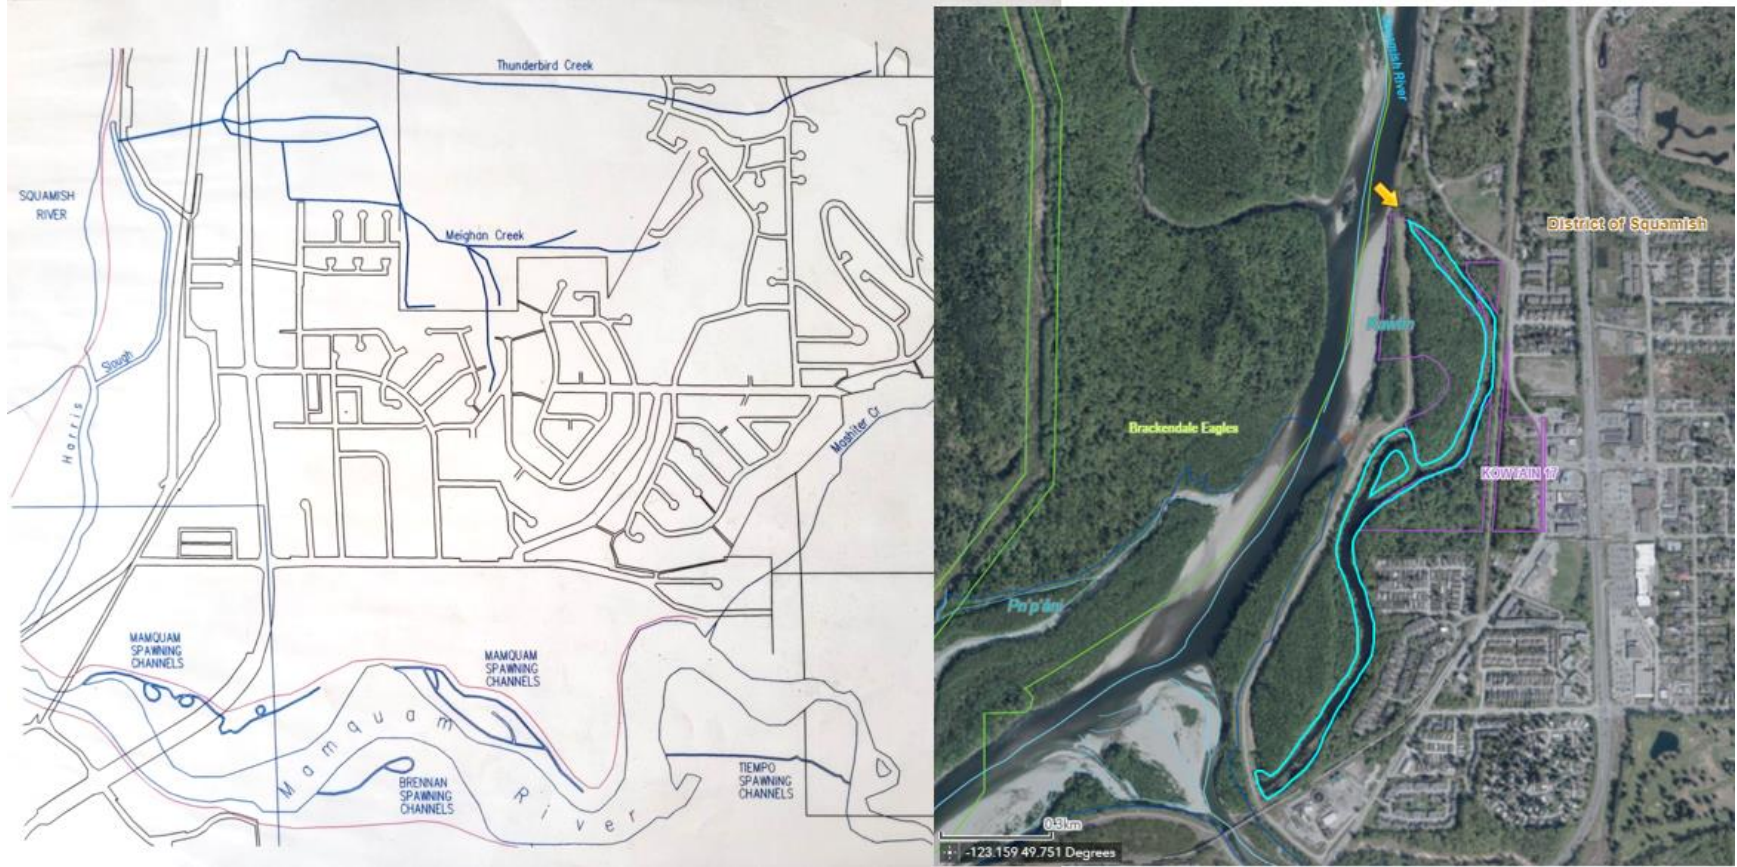 Thunderbird Creek
SQUAMISH
RIVER
Meighan Creek
Slough
Harris
Mashiter Cr
MAMQUAM
SPAWNING
CHANNELS
MAMQUAM
SPAWNING
CHANNELS
Mamquam
River
BRENNAN
SPAWNING
CHANNELS
TIEMPO
SPAWNING
CHANNELS
Squamish River
District of Squamish
Brackendale Eagles
KOWTAIN 17
0.3km
-123.159 49.751 Degrees